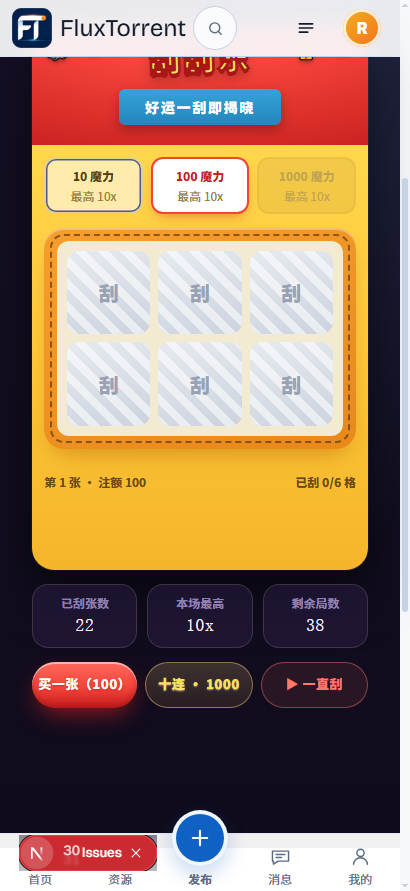 FluxTorrent
R
刮刮乐
好运一刮即揭晓
10 魔力
最高 10x
100 魔力
最高 10x
1000 魔力
最高 10x
刮
刮
刮
刮
刮
刮
第 1 张 · 注额 100
已刮 0/6 格
已刮张数
22
本场最高
10x
剩余局数
38
买一张（100）
十连 · 1000
▶ 一直刮
N
30 Issues
首页
资源
发布
消息
我的